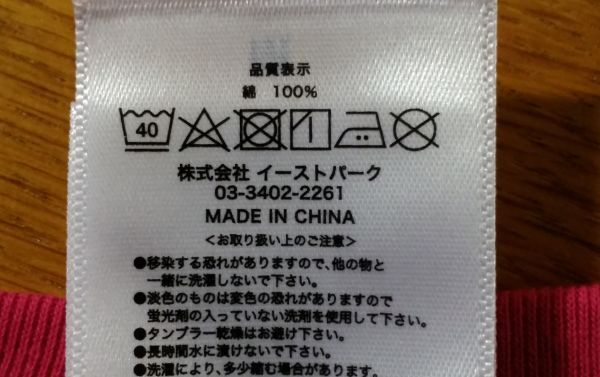 品質表示
綿 100%
40
株式会社 イーストパーク
03-3402-2261
MADE IN CHINA
<お取り扱い上のご注意>
●移染する恐れがありますので、他の物と
一緒に洗濯しないで下さい。
●淡色のものは変色の恐れがありますので
蛍光剤の入っていない洗剤を使用して下さい。
●タンブラー乾燥はお避け下さい。
●長時間水に漬けないで下さい。
●洗濯により、多少縮む場合があります。